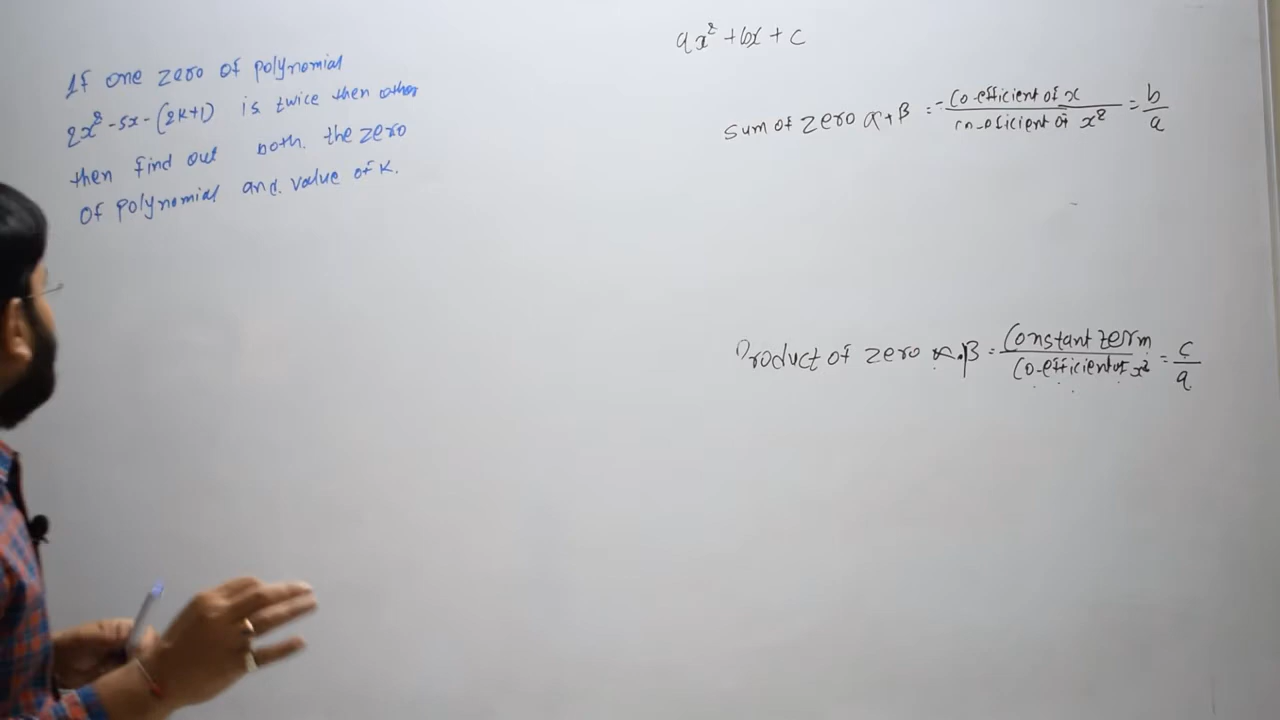 If one zero of polynomial
2x² -5x -(2k+1) is twice then other
then find out both the zero
of polynomial and value of k.
ax² + bx + c
sum of zero α+β = -Co-efficient of x / Co-eficient of x² = b/a
Product of zero α.β = Constant term / Co-efficient of x² = c/a